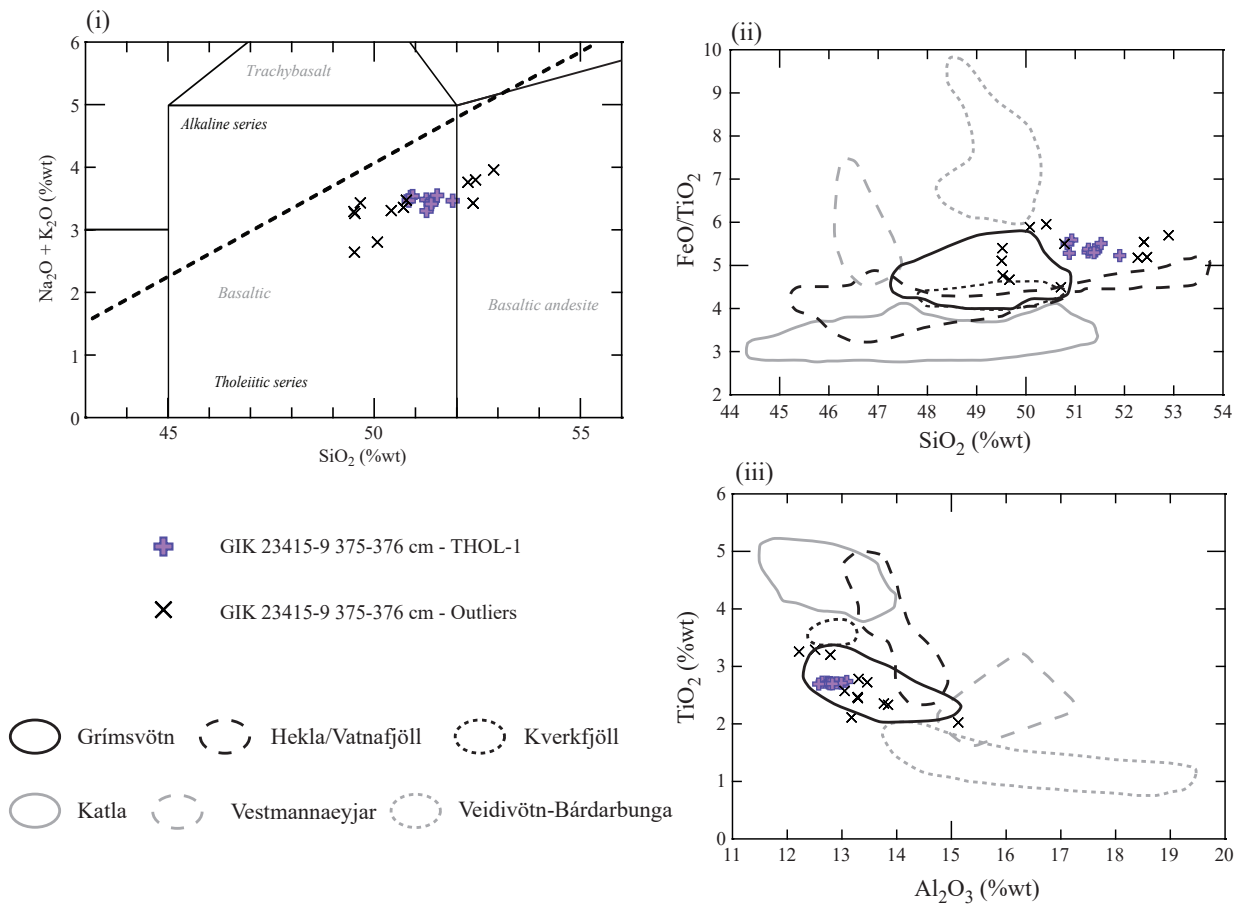 (i)
6
5
4
3
2
1
0
Na₂O + K₂O (%wt)
Trachybasalt
Alkaline series
Basaltic
Basaltic andesite
Tholeiitic series
45 50 55
SiO₂ (%wt)
(ii)
10
9
8
7
6
5
4
3
2
FeO/TiO₂
44 45 46 47 48 49 50 51 52 53 54
SiO₂ (%wt)
GIK 23415-9 375-376 cm - THOL-1
GIK 23415-9 375-376 cm - Outliers
Grímsvötn Hekla/Vatnafjöll Kverkfjöll
Katla Vestmannaeyjar Veidivötn-Bárdarbunga
(iii)
6
5
4
3
2
1
0
TiO₂ (%wt)
11 12 13 14 15 16 17 18 19 20
Al₂O₃ (%wt)